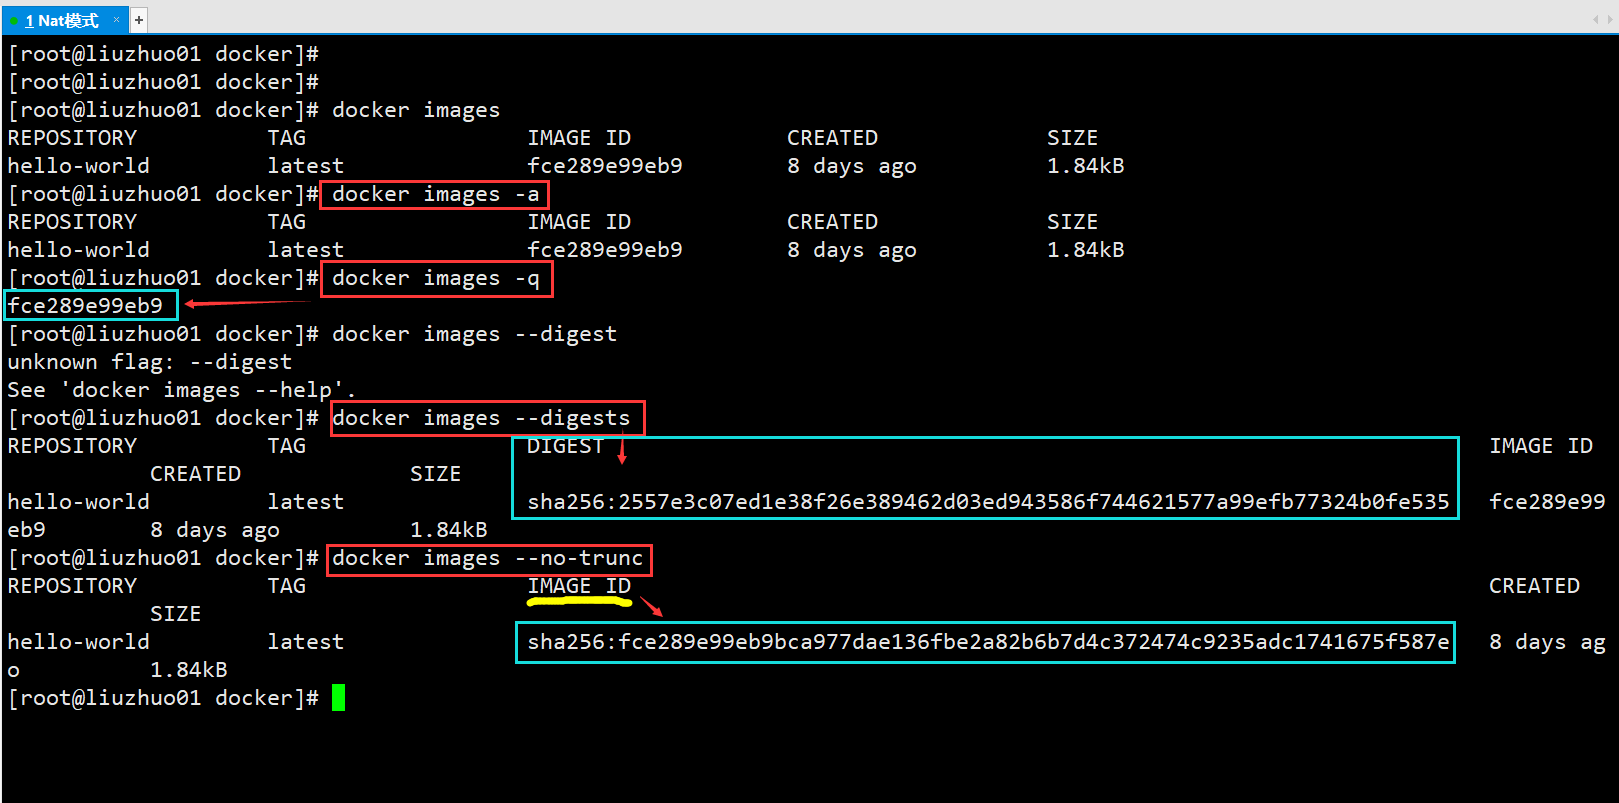 1 Nat模式 × +
[root@liuzhuo01 docker]#
[root@liuzhuo01 docker]#
[root@liuzhuo01 docker]# docker images
REPOSITORY TAG IMAGE ID CREATED SIZE
hello-world latest fce289e99eb9 8 days ago 1.84kB
[root@liuzhuo01 docker]# docker images -a
REPOSITORY TAG IMAGE ID CREATED SIZE
hello-world latest fce289e99eb9 8 days ago 1.84kB
[root@liuzhuo01 docker]# docker images -q
fce289e99eb9
[root@liuzhuo01 docker]# docker images --digest
unknown flag: --digest
See 'docker images --help'.
[root@liuzhuo01 docker]# docker images --digests
REPOSITORY TAG DIGEST IMAGE ID
CREATED SIZE
hello-world latest sha256:2557e3c07ed1e38f26e389462d03ed943586f744621577a99efb77324b0fe535 fce289e99
eb9 8 days ago 1.84kB
[root@liuzhuo01 docker]# docker images --no-trunc
REPOSITORY TAG IMAGE ID CREATED
SIZE
hello-world latest sha256:fce289e99eb9bca977dae136fbe2a82b6b7d4c372474c9235adc1741675f587e 8 days ag
o 1.84kB
[root@liuzhuo01 docker]#